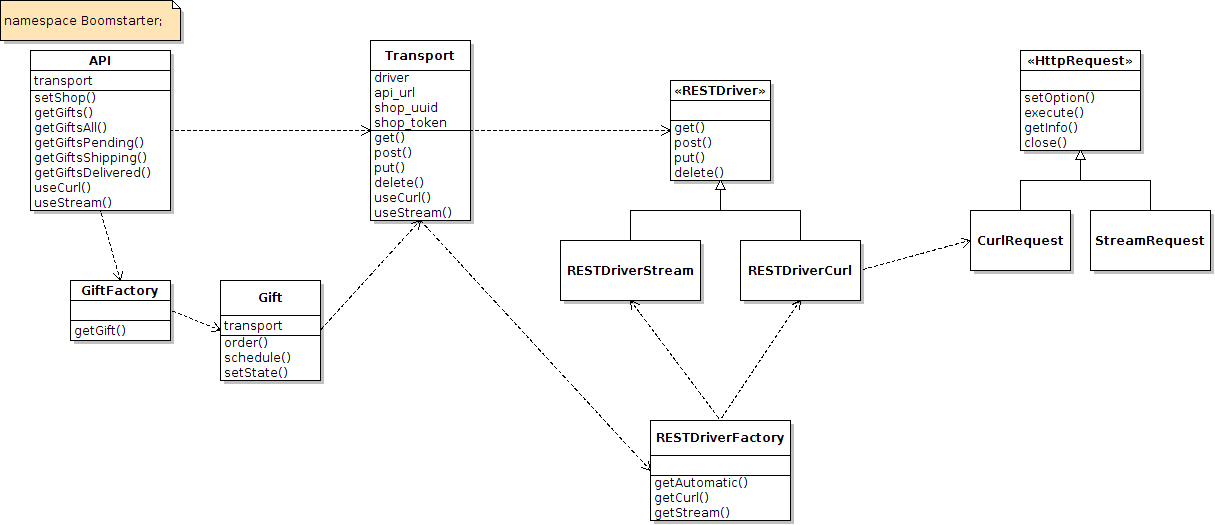 namespace Boomstarter;
API
transport
setShop()
getGifts()
getGiftsAll()
getGiftsPending()
getGiftsShipping()
getGiftsDelivered()
useCurl()
useStream()
Transport
driver
api_url
shop_uuid
shop_token
get()
post()
put()
delete()
useCurl()
useStream()
«RESTDriver»
get()
post()
put()
delete()
«HttpRequest»
setOption()
execute()
getInfo()
close()
RESTDriverStream
RESTDriverCurl
CurlRequest
StreamRequest
GiftFactory
getGift()
Gift
transport
order()
schedule()
setState()
RESTDriverFactory
getAutomatic()
getCurl()
getStream()